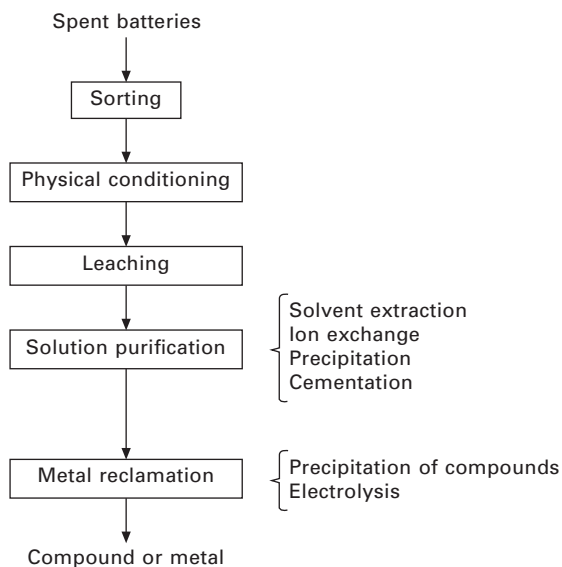 Spent batteries
Sorting
Physical conditioning
Leaching
Solution purification
Solvent extraction
Ion exchange
Precipitation
Cementation
Metal reclamation
Precipitation of compounds
Electrolysis
Compound or metal